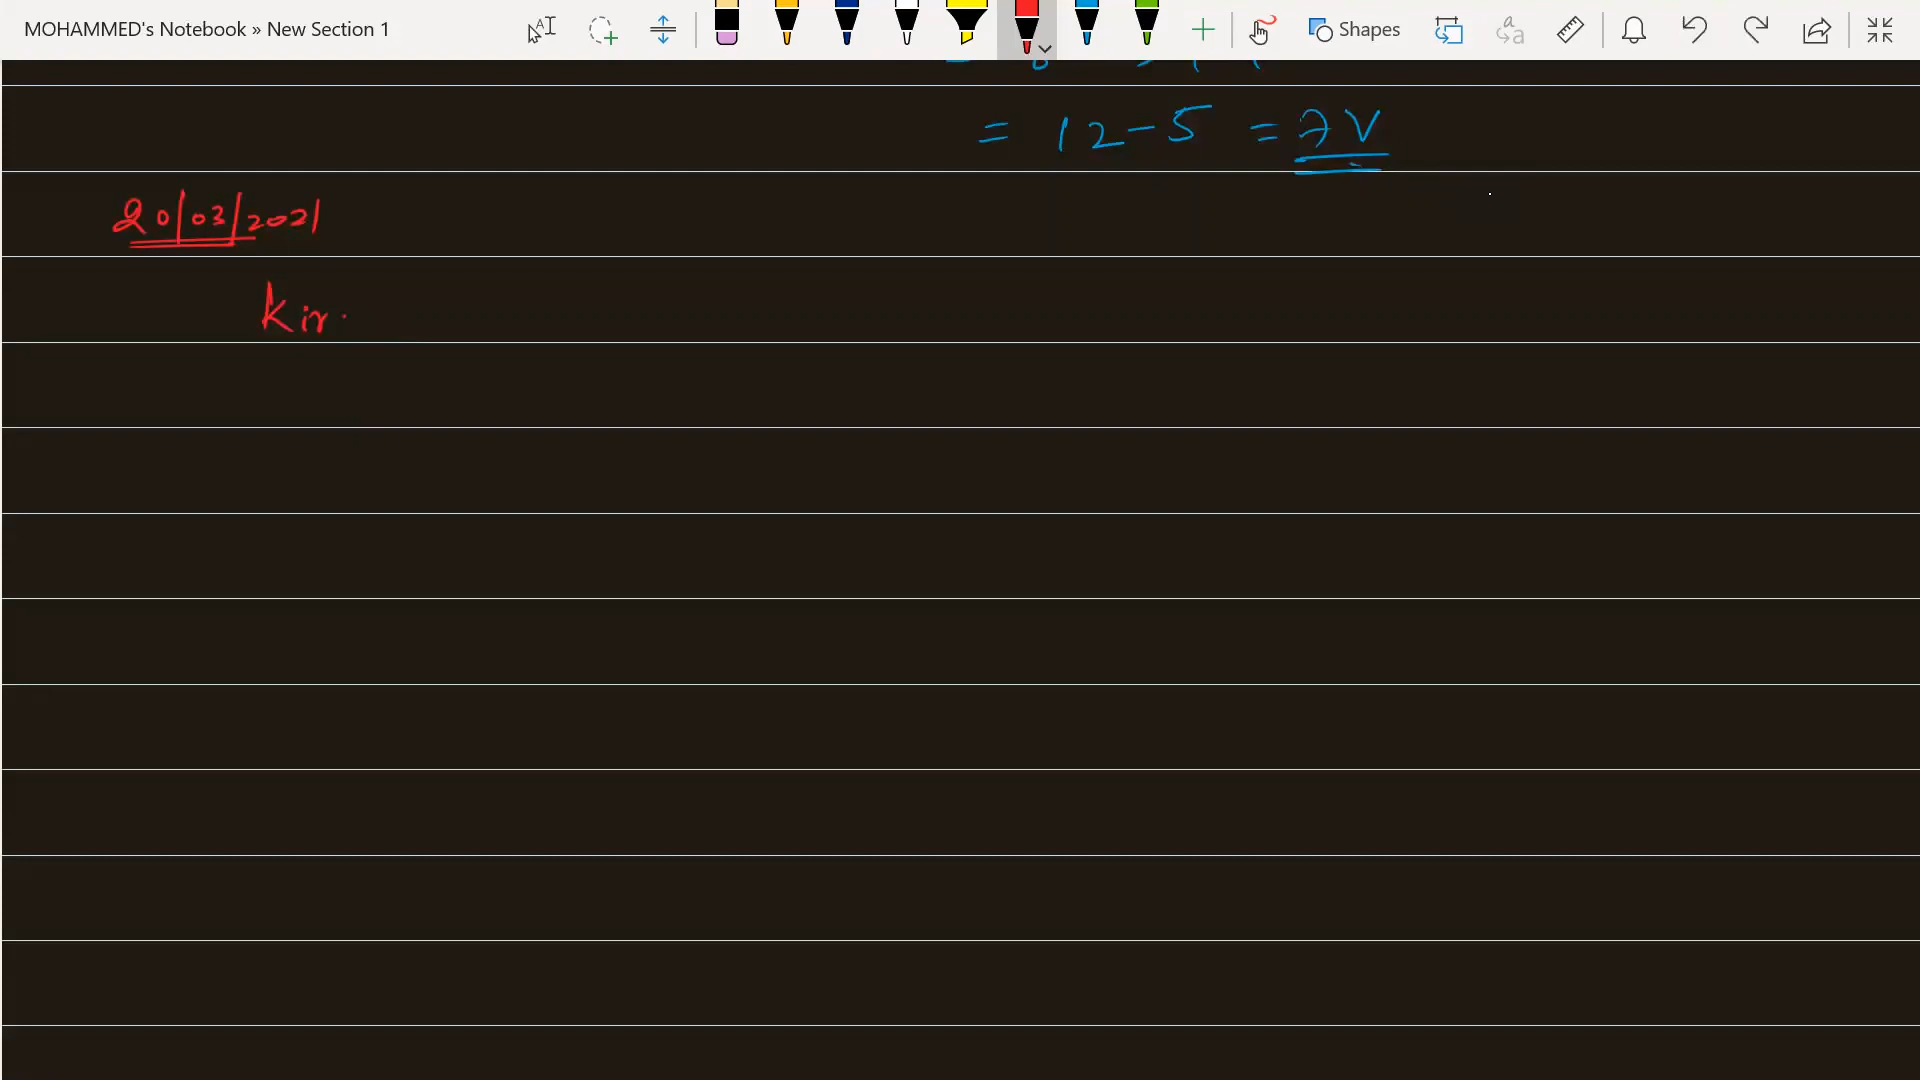 MOHAMMED's Notebook » New Section 1
Shapes
= 12 - 5 = 7V
20/03/2021
Kir